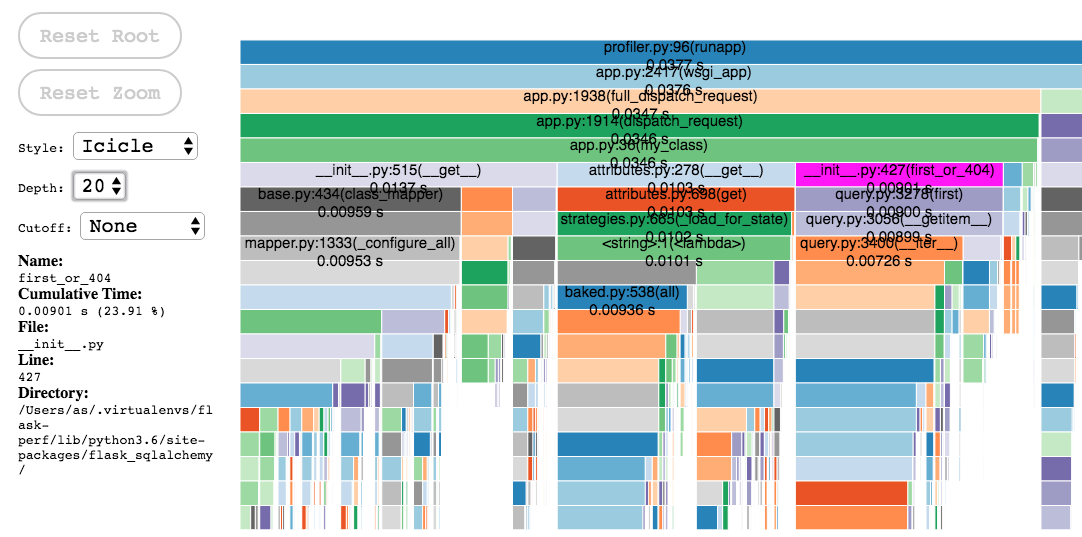 Reset Root
Reset Zoom
Style: Icicle
Depth: 20
Cutoff: None
Name:
first_or_404
Cumulative Time:
0.00901 s (23.91 %)
File:
__init__.py
Line:
427
Directory:
/Users/as/.virtualenvs/fl
ask-
perf/lib/python3.6/site-
packages/flask_sqlalchemy
/
profiler.py:96(runapp)
0.0377 s
app.py:2417(wsgi_app)
0.0376 s
app.py:1938(full_dispatch_request)
0.0347 s
app.py:1914(dispatch_request)
0.0346 s
app.py:36(my_class)
0.0346 s
__init__.py:515(__get__)
0.0137 s
attributes.py:278(__get__)
0.0103 s
__init__.py:427(first_or_404)
0.00901 s
base.py:434(class_mapper)
0.00959 s
attributes.py:698(get)
0.0103 s
query.py:3278(first)
0.00900 s
strategies.py:685(_load_for_state)
0.0102 s
query.py:3056(__getitem__)
0.00899 s
mapper.py:1333(_configure_all)
0.00953 s
<string>:1(<lambda>)
0.0101 s
query.py:3400(__iter__)
0.00726 s
baked.py:538(all)
0.00936 s